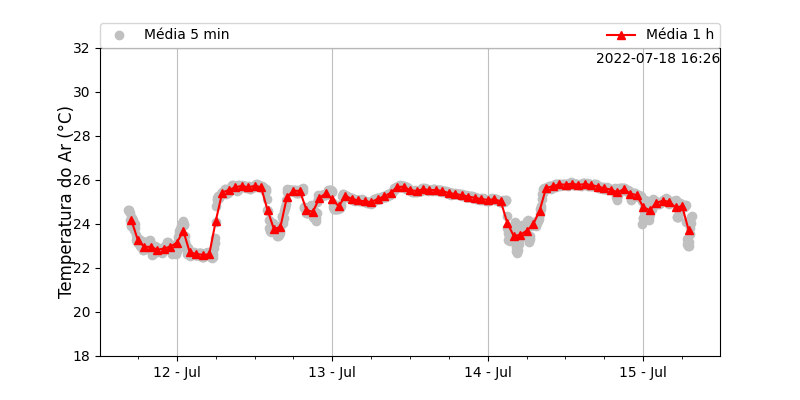 Média 5 min
Média 1 h
2022-07-18 16:26
Temperatura do Ar (°C)
32
30
28
26
24
22
20
18
12 - Jul
13 - Jul
14 - Jul
15 - Jul